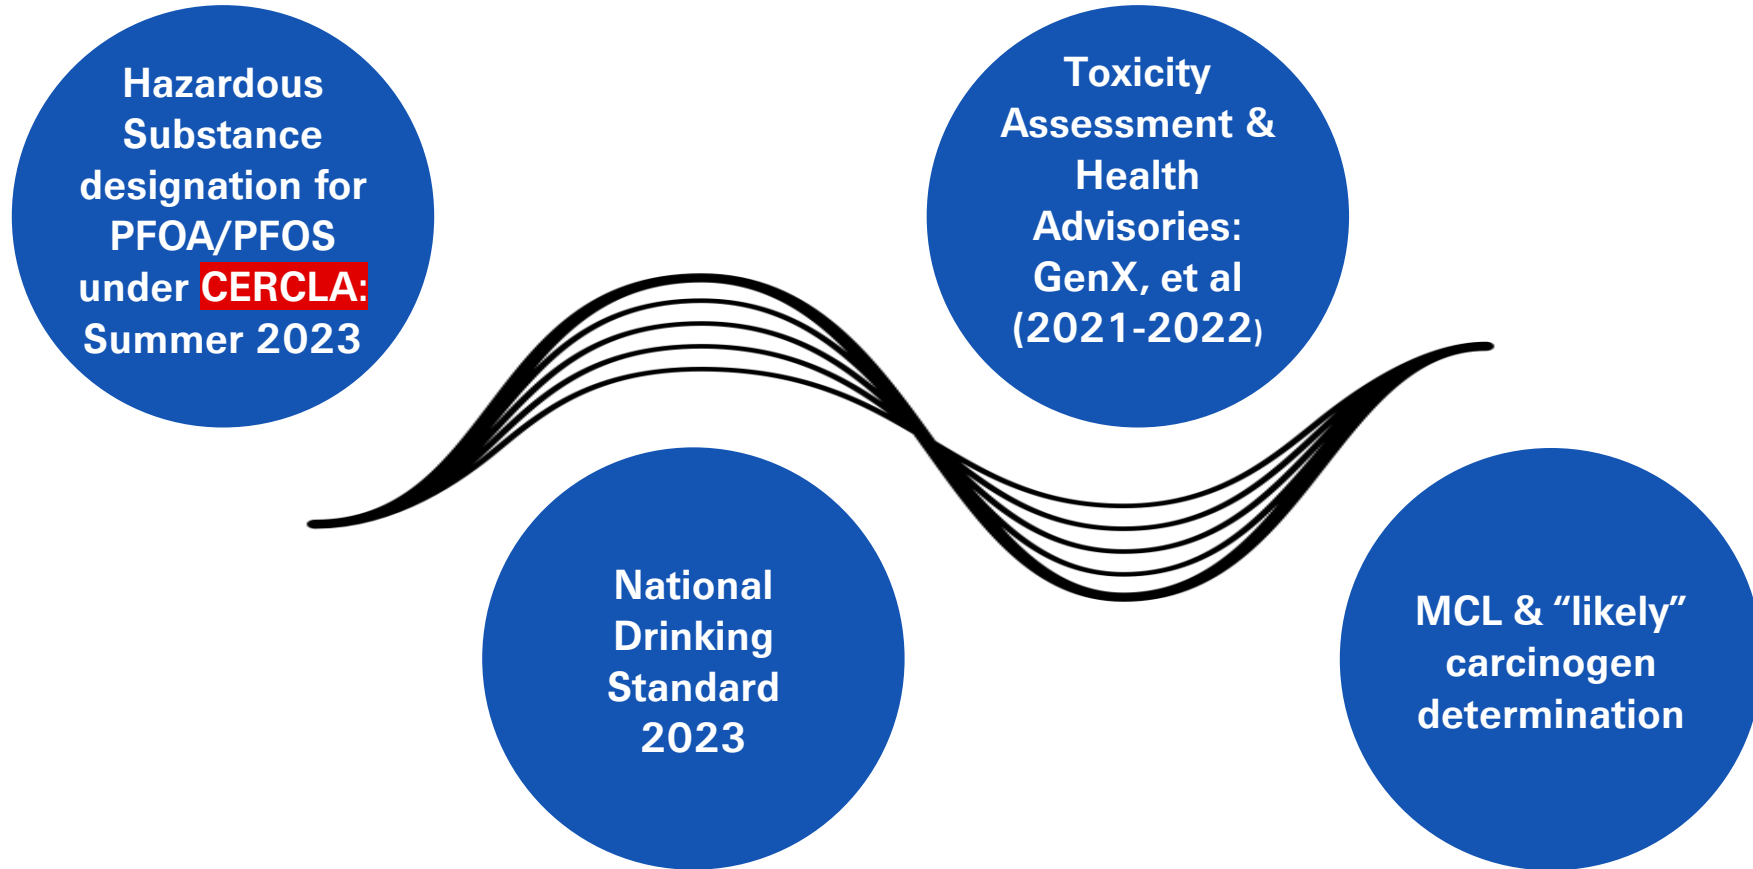 Hazardous
Substance
designation for
PFOA/PFOS
under CERCLA:
Summer 2023
National
Drinking
Standard
2023
Toxicity
Assessment &
Health
Advisories:
GenX, et al
(2021-2022)
MCL & “likely”
carcinogen
determination